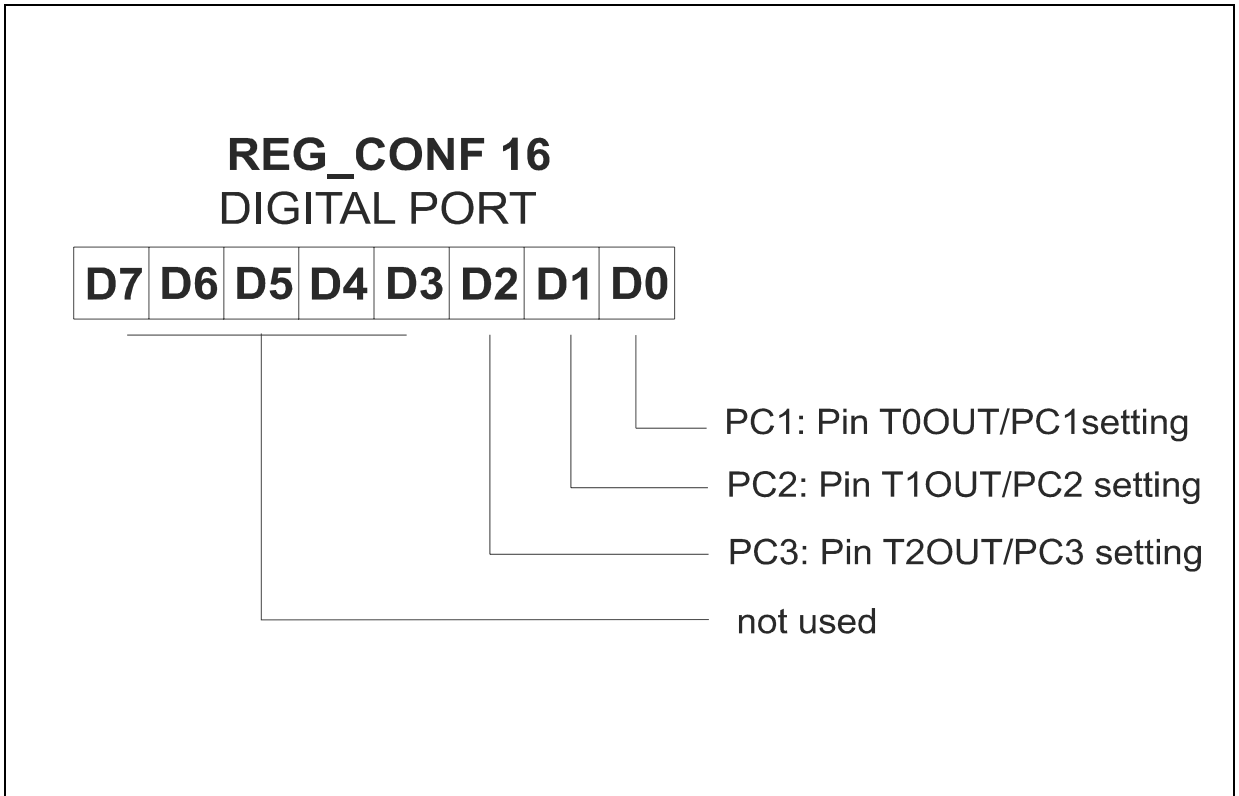 REG_CONF 16
DIGITAL PORT
D7 D6 D5 D4 D3 D2 D1 D0
PC1: Pin T0OUT/PC1setting
PC2: Pin T1OUT/PC2 setting
PC3: Pin T2OUT/PC3 setting
not used